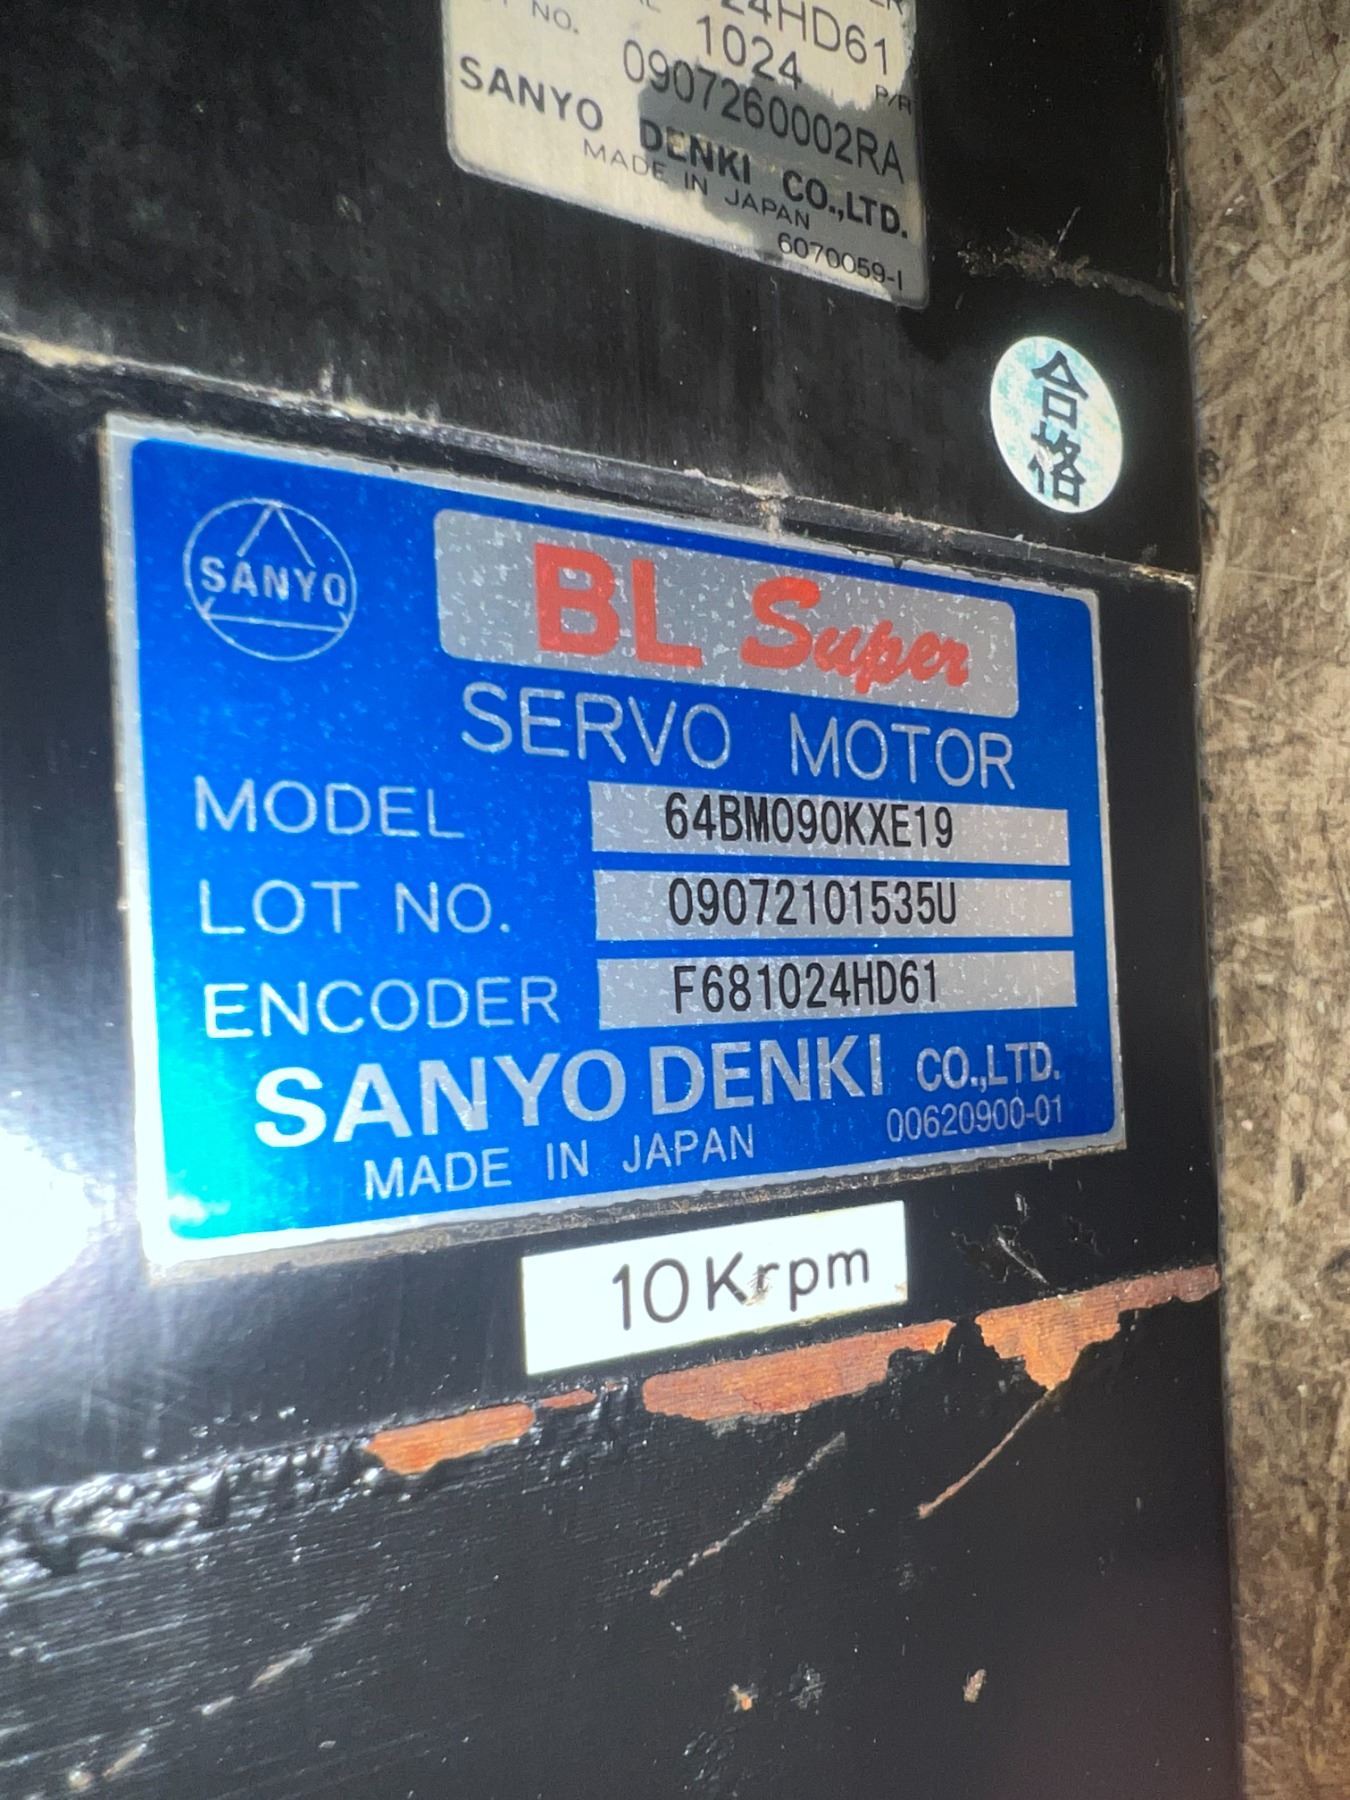 24HD61
NO.
1024 P/R
0907260002RA
SANYO DENKI CO.,LTD.
MADE IN JAPAN
6070059-1
合格
SANYO
BL Super
SERVO MOTOR
MODEL 64BM090KXE19
LOT NO. 09072101535U
ENCODER F681024HD61
SANYO DENKI CO.,LTD.
MADE IN JAPAN 00620900-01
10Krpm